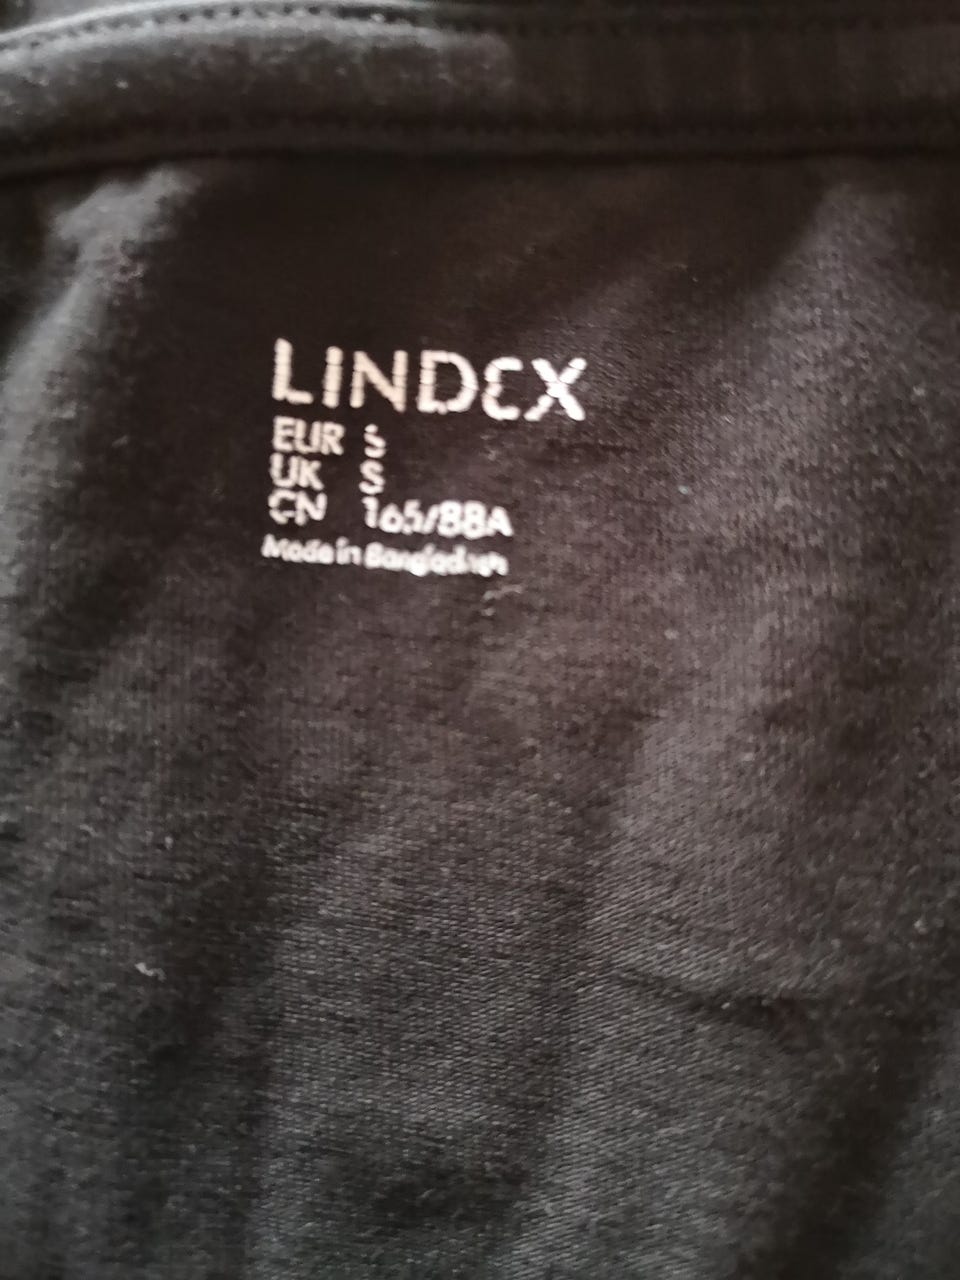 LINDEX
EUR S
UK S
CN 165/88A
Made in Bangladesh